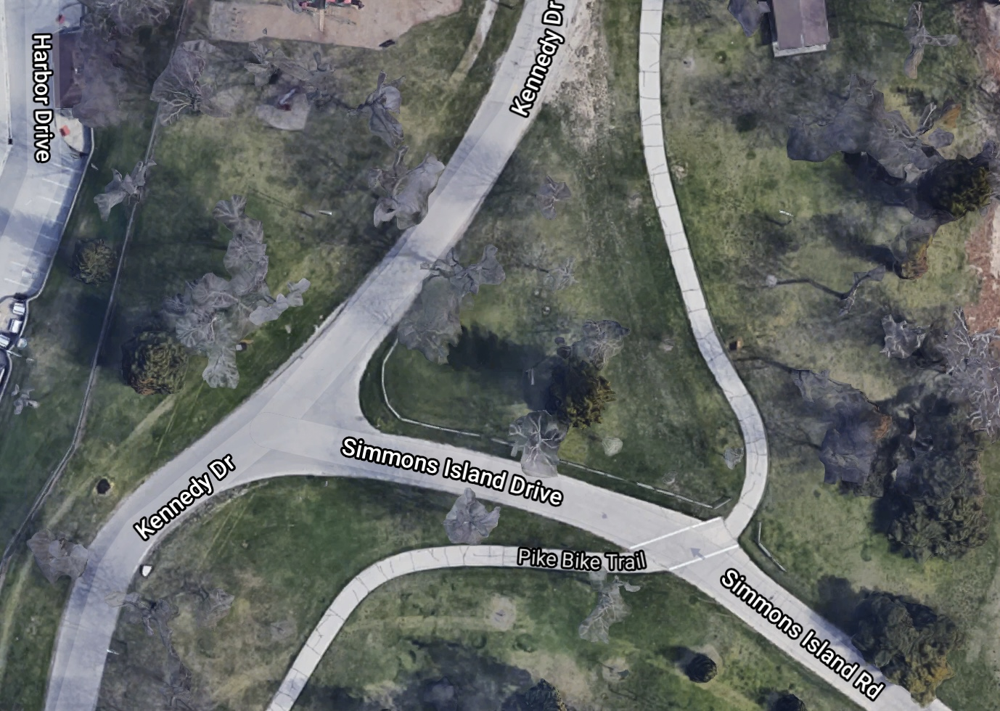 Kennedy Dr
Harbor Drive
Simmons Island Drive
Kennedy Dr
Pike Bike Trail
Simmons Island Rd